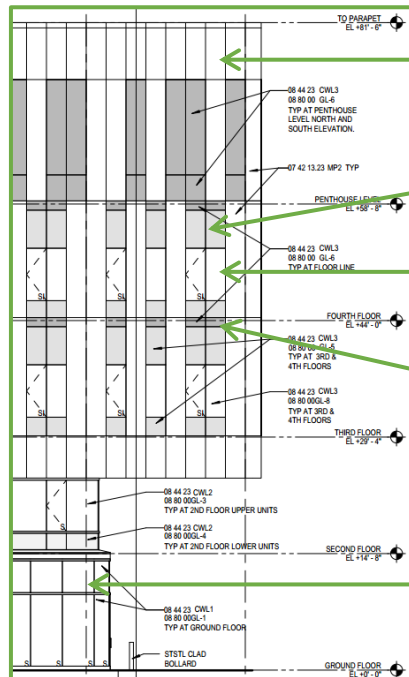 TO PARAPET
EL +81' - 6"
08 44 23 CWL3
08 80 00 GL-6
TYP AT PENTHOUSE
LEVEL NORTH AND
SOUTH ELEVATION.
07 42 13.23 MP2 TYP
PENTHOUSE LEVEL
EL +58' - 8"
08 44 23 CWL3
08 80 00 GL-6
TYP AT FLOOR LINE
SL
SL
FOURTH FLOOR
EL +44' - 0"
08 44 23 CWL3
08 80 00 GL-5
TYP AT 3RD &
4TH FLOORS
08 44 23 CWL3
08 80 00GL-8
TYP AT 3RD &
4TH FLOORS
SL
SL
THIRD FLOOR
EL +29' - 4"
08 44 23 CWL2
08 80 00GL-3
TYP AT 2ND FLOOR UPPER UNITS
S
08 44 23 CWL2
08 80 00GL-4
TYP AT 2ND FLOOR LOWER UNITS
SECOND FLOOR
EL +14' - 8"
08 44 23 CWL1
08 80 00GL-1
TYP AT GROUND FLOOR
STSTL CLAD
BOLLARD
S S S S
GROUND FLOOR
EL +0' - 0"